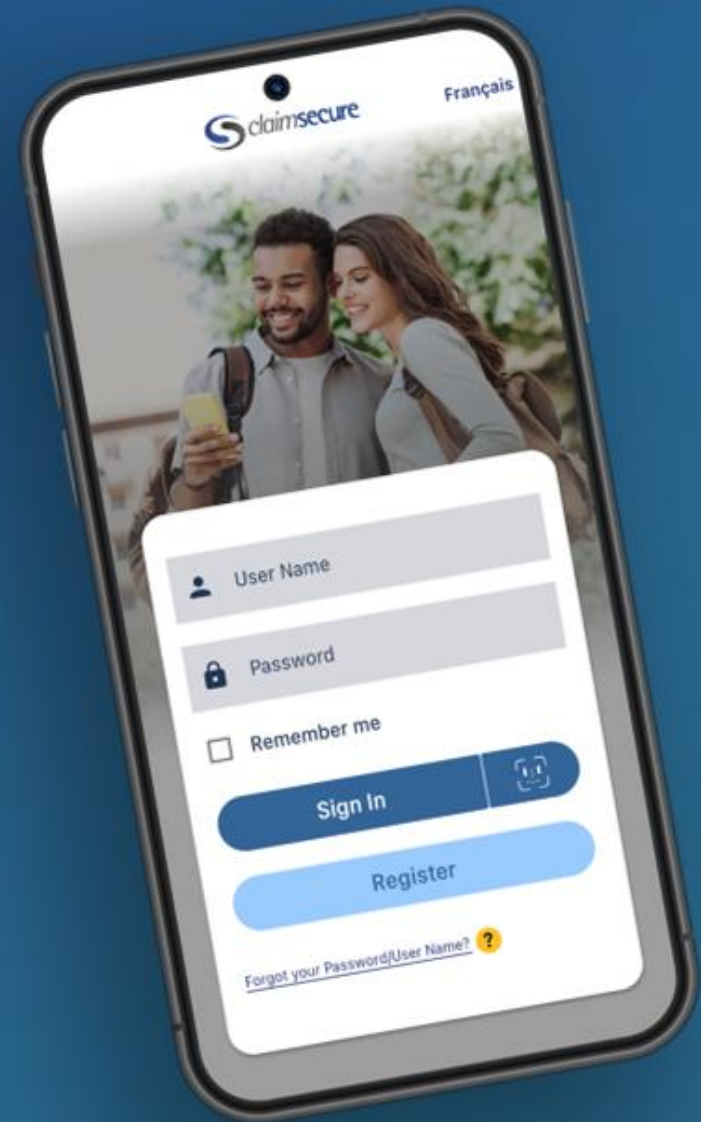 claimsecure
Français
User Name
Password
Remember me
Sign In
Register
Forgot your Password/User Name? ?